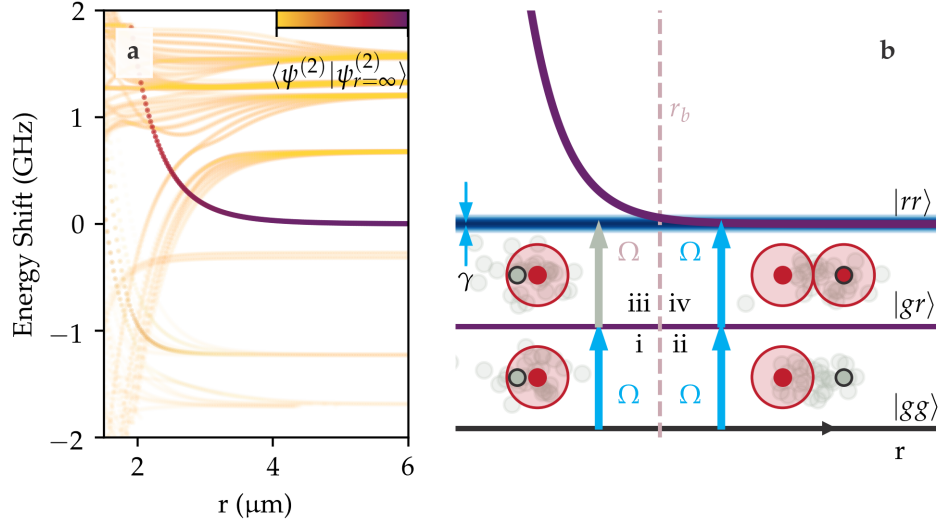 a
⟨ψ⁽²⁾|ψ⁽²⁾ᵣ₌∞⟩
2
1
0
−1
−2
Energy Shift (GHz)
2
4
6
r (μm)
b
r_b
|rr⟩
γ
Ω
Ω
iii
iv
|gr⟩
i
ii
Ω
Ω
|gg⟩
r